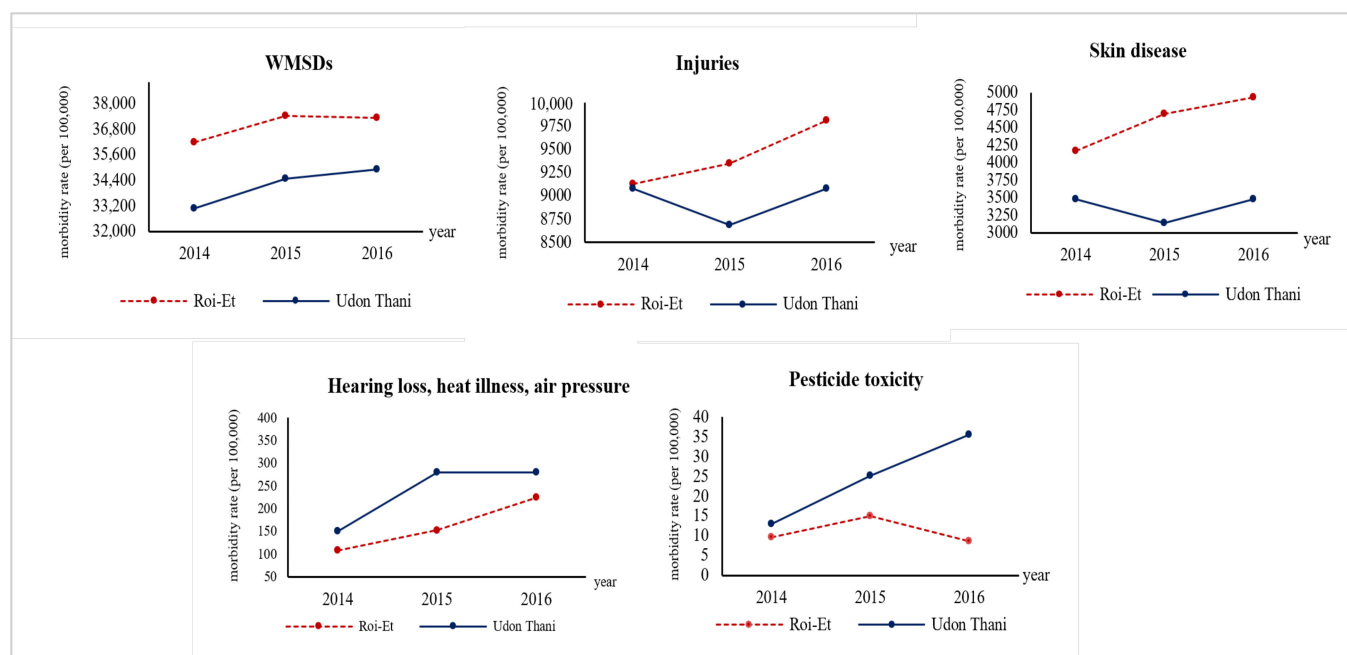 WMSDs
morbidity rate (per 100,000)
38,000
36,800
35,600
34,400
33,200
32,000
2014 2015 2016
year
Roi-Et Udon Thani
Injuries
morbidity rate (per 100,000)
10,000
9750
9500
9250
9000
8750
8500
2014 2015 2016
year
Roi-Et Udon Thani
Skin disease
morbidity rate (per 100,000)
5000
4750
4500
4250
4000
3750
3500
3250
3000
2014 2015 2016
year
Roi-Et Udon Thani
Hearing loss, heat illness, air pressure
morbidity rate (per 100,000)
400
350
300
250
200
150
100
50
2014 2015 2016
year
Roi-Et Udon Thani
Pesticide toxicity
morbidity rate (per 100,000)
40
35
30
25
20
15
10
5
0
2014 2015 2016
year
Roi-Et Udon Thani